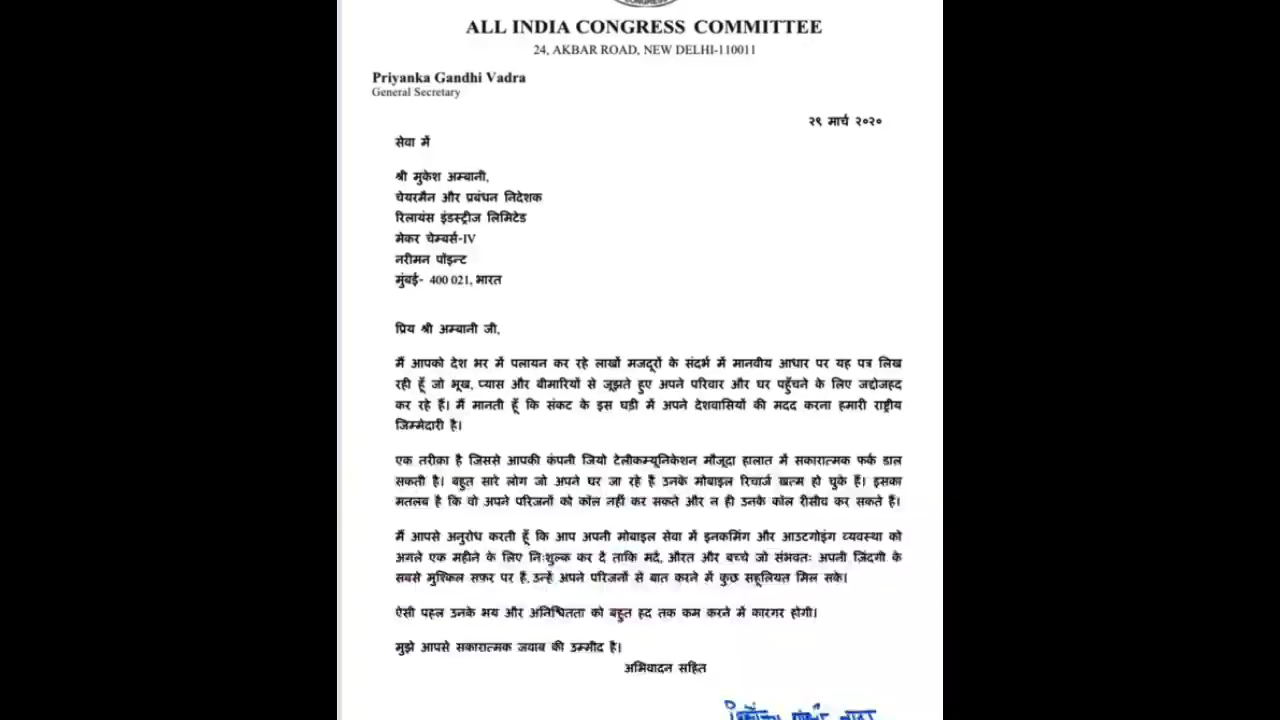 CONGRESS
ALL INDIA CONGRESS COMMITTEE
24, AKBAR ROAD, NEW DELHI-110011
Priyanka Gandhi Vadra
General Secretary
२९ मार्च २०२०
सेवा में
श्री मुकेश अम्बानी,
चेयरमैन और प्रबंधन निदेशक
रिलायंस इंडस्ट्रीज लिमिटेड
मेकर चेम्बर्स-IV
नरीमन पॉइन्ट
मुंबई- 400 021, भारत
प्रिय श्री अम्बानी जी,
मैं आपको देश भर में पलायन कर रहे लाखों मजदूरों के संदर्भ में मानवीय आधार पर यह पत्र लिख
रही हूँ जो भूख, प्यास और बीमारियों से जूझते हुए अपने परिवार और घर पहुँचने के लिए जद्दोजहद
कर रहे हैं। मैं मानती हूँ कि संकट के इस घड़ी में अपने देशवासियों की मदद करना हमारी राष्ट्रीय
जिम्मेदारी है।
एक तरीका है जिससे आपकी कंपनी जियो टेलीकम्यूनिकेशन मौजूदा हालात में सकारात्मक फर्क डाल
सकती है। बहुत सारे लोग जो अपने घर जा रहे हैं उनके मोबाइल रिचार्ज खत्म हो चुके हैं। इसका
मतलब है कि वो अपने परिजनों को कॉल नहीं कर सकते और न ही उनके कॉल रीसीव कर सकते हैं।
मैं आपसे अनुरोध करती हूँ कि आप अपनी मोबाइल सेवा में इनकमिंग और आउटगोइंग व्यवस्था को
अगले एक महीने के लिए निःशुल्क कर दें ताकि मर्द, औरत और बच्चे जो संभवतः अपनी ज़िंदगी के
सबसे मुश्किल सफ़र पर हैं, उन्हें अपने परिजनों से बात करने में कुछ सहूलियत मिल सके।
ऐसी पहल उनके भय और अनिश्चितता को बहुत हद तक कम करने में कारगर होगी।
मुझे आपसे सकारात्मक जवाब की उम्मीद है।
अभिवादन सहित